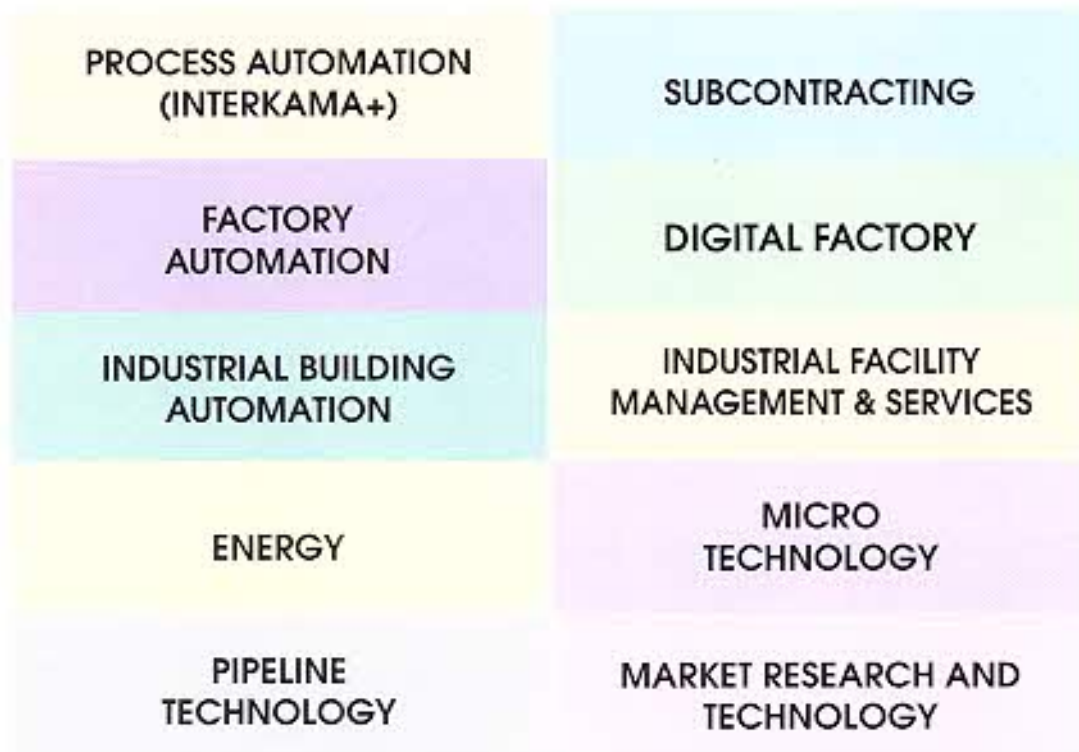 PROCESS AUTOMATION
(INTERKAMA+)
SUBCONTRACTING
FACTORY
AUTOMATION
DIGITAL FACTORY
INDUSTRIAL BUILDING
AUTOMATION
INDUSTRIAL FACILITY
MANAGEMENT & SERVICES
ENERGY
MICRO
TECHNOLOGY
PIPELINE
TECHNOLOGY
MARKET RESEARCH AND
TECHNOLOGY